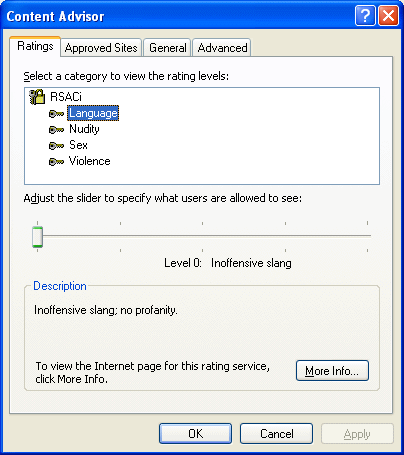 Content Advisor
Ratings Approved Sites General Advanced
Select a category to view the rating levels:
RSACi
Language
Nudity
Sex
Violence
Adjust the slider to specify what users are allowed to see:
Level 0: Inoffensive slang
Description
Inoffensive slang; no profanity.
To view the Internet page for this rating service,
click More Info.
More Info...
OK Cancel Apply